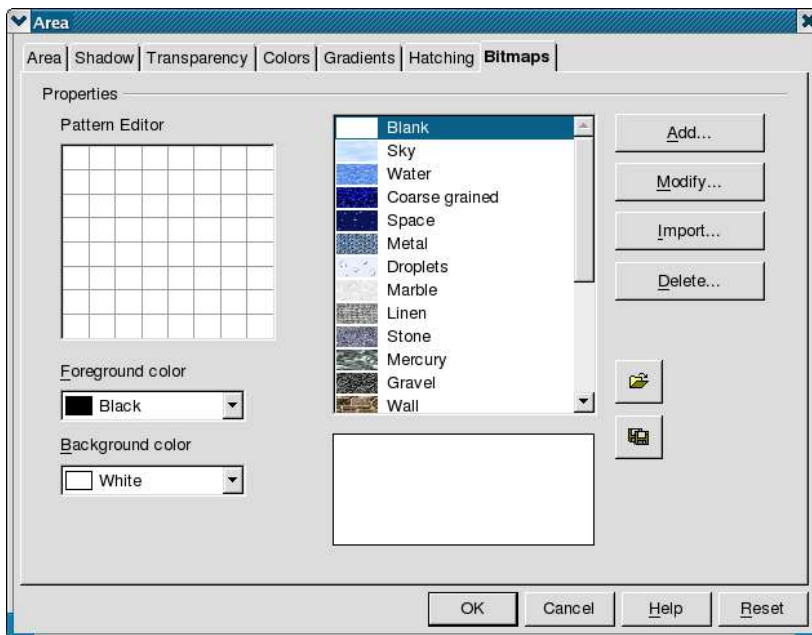 Area
Area Shadow Transparency Colors Gradients Hatching Bitmaps
Properties
Pattern Editor
Foreground color
Black
Background color
White
Blank
Sky
Water
Coarse grained
Space
Metal
Droplets
Marble
Linen
Stone
Mercury
Gravel
Wall
Add...
Modify...
Import...
Delete...
OK Cancel Help Reset